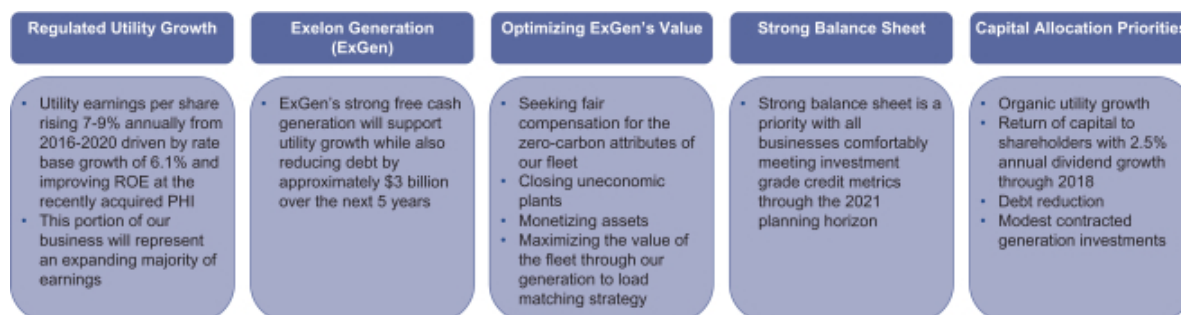 Regulated Utility Growth
• Utility earnings per share
rising 7-9% annually from
2016-2020 driven by rate
base growth of 6.1% and
improving ROE at the
recently acquired PHI
• This portion of our
business will represent
an expanding majority of
earnings
Exelon Generation
(ExGen)
• ExGen's strong free cash
generation will support
utility growth while also
reducing debt by
approximately $3 billion
over the next 5 years
Optimizing ExGen's Value
• Seeking fair
compensation for the
zero-carbon attributes of
our fleet
• Closing uneconomic
plants
• Monetizing assets
• Maximizing the value of
the fleet through our
generation to load
matching strategy
Strong Balance Sheet
• Strong balance sheet is a
priority with all
businesses comfortably
meeting investment
grade credit metrics
through the 2021
planning horizon
Capital Allocation Priorities
• Organic utility growth
• Return of capital to
shareholders with 2.5%
annual dividend growth
through 2018
• Debt reduction
• Modest contracted
generation investments